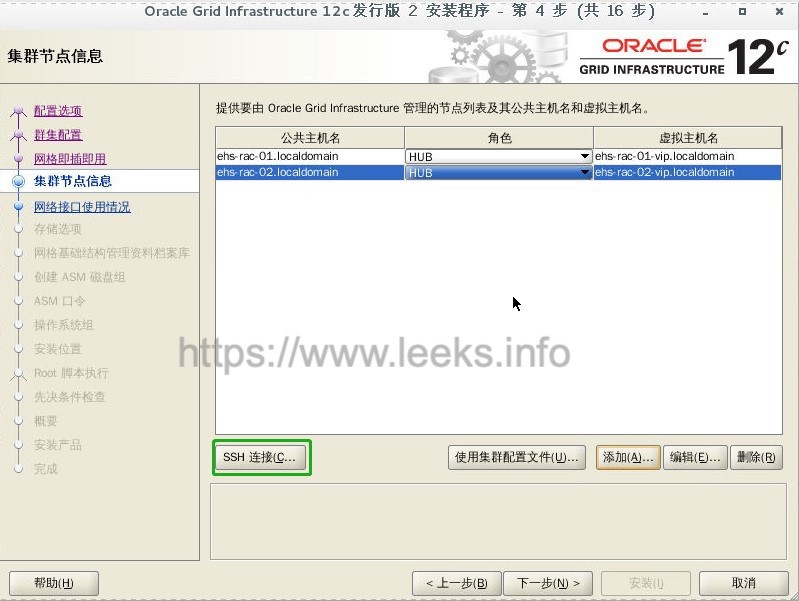 Oracle Grid Infrastructure 12c 发行版 2 安装程序 - 第 4 步 (共 16 步)
集群节点信息
ORACLE
GRID INFRASTRUCTURE 12c
配置选项
群集配置
网格即插即用
集群节点信息
网络接口使用情况
存储选项
网格基础结构管理资料档案库
创建 ASM 磁盘组
ASM 口令
操作系统组
安装位置
Root 脚本执行
先决条件检查
概要
安装产品
完成
提供要由 Oracle Grid Infrastructure 管理的节点列表及其公共主机名和虚拟主机名。
公共主机名 角色 虚拟主机名
ehs-rac-01.localdomain HUB ehs-rac-01-vip.localdomain
ehs-rac-02.localdomain HUB ehs-rac-02-vip.localdomain
https://www.leeks.info
SSH 连接(C... 使用集群配置文件(U)... 添加(A)... 编辑(E)... 删除(R)
帮助(H) < 上一步(B) 下一步(N) > 安装(I) 取消